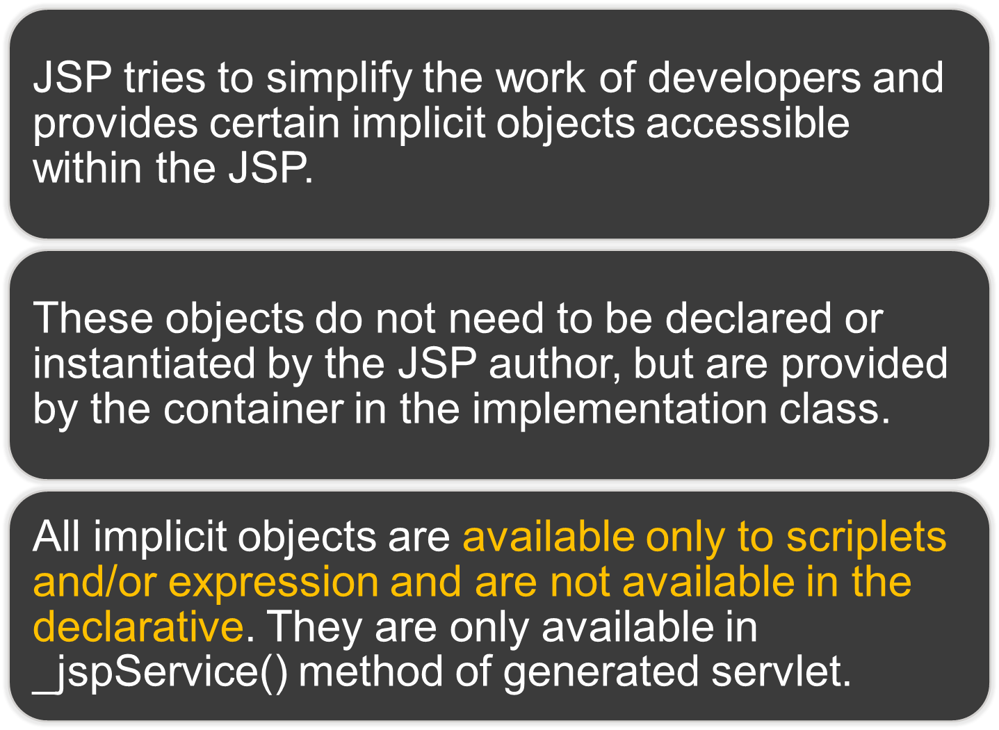 JSP tries to simplify the work of developers and
provides certain implicit objects accessible
within the JSP.
These objects do not need to be declared or
instantiated by the JSP author, but are provided
by the container in the implementation class.
All implicit objects are available only to scriplets
and/or expression and are not available in the
declarative. They are only available in
_jspService() method of generated servlet.